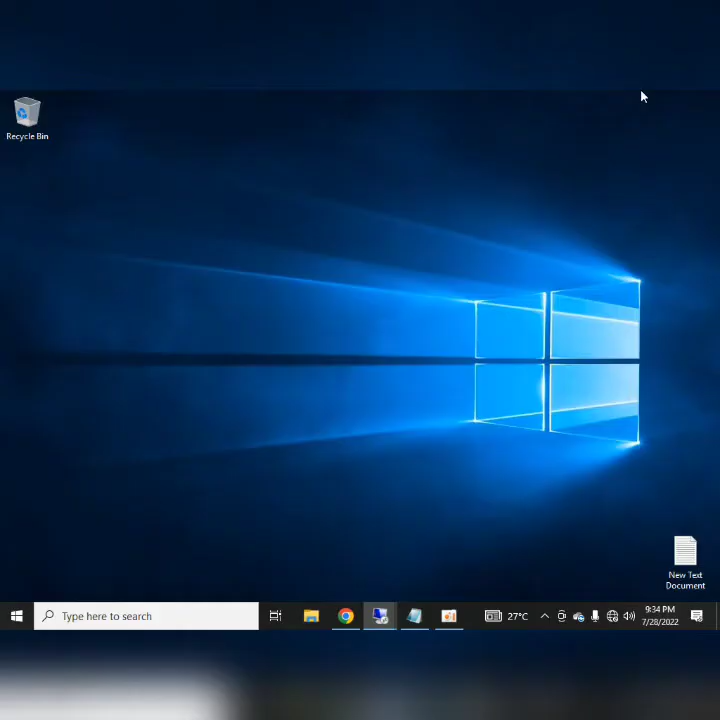 Recycle Bin
New Text
Document
Type here to search
27°C
9:34 PM
7/28/2022